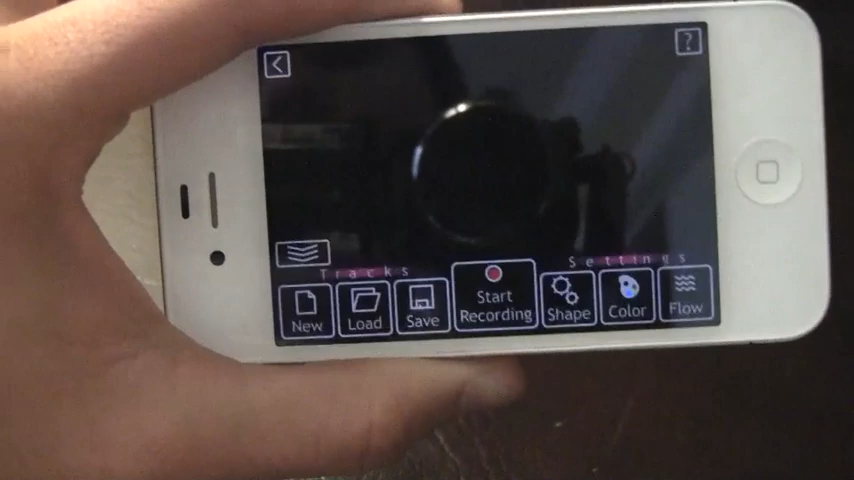 ?
Tracks
Settings
New
Load
Save
Start
Recording
Shape
Color
Flow